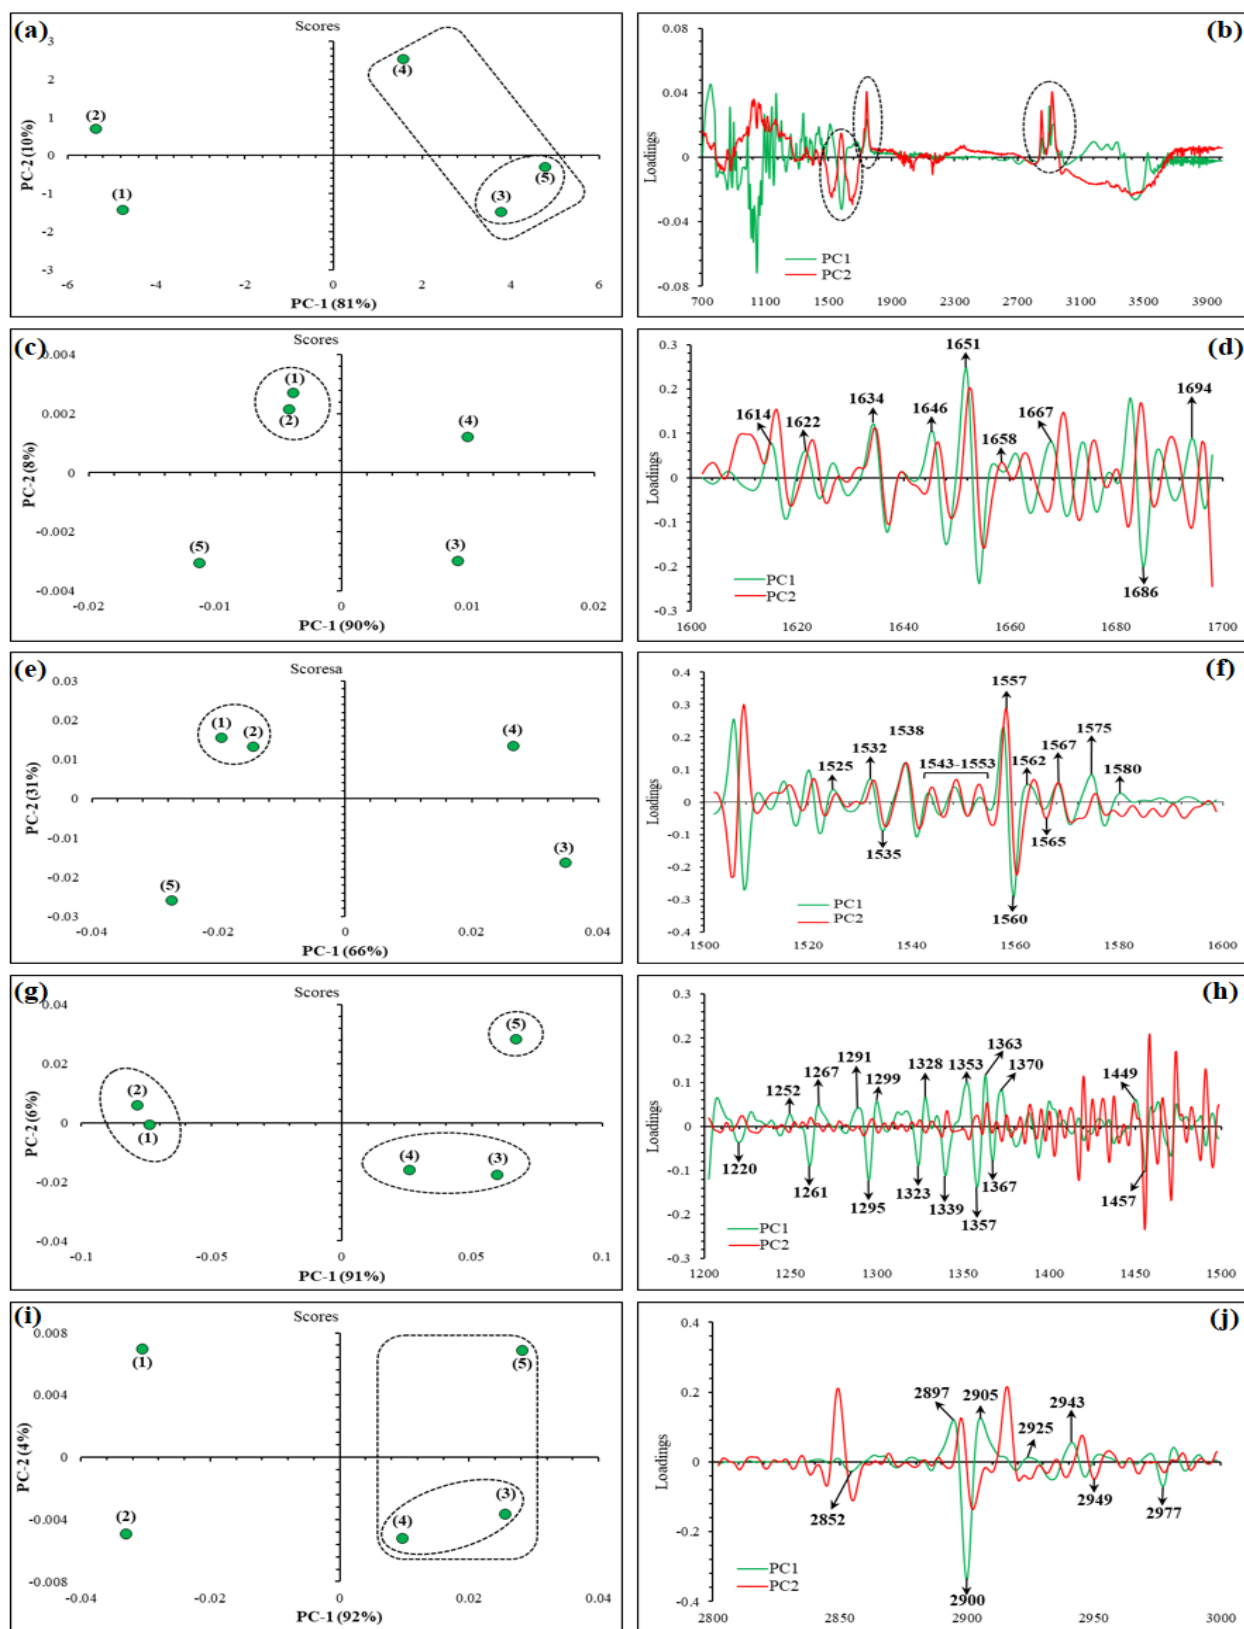 (a)
Scores
3
2
1
0
-1
-2
-3
PC-2 (10%)
(4)
(2)
(5)
(1)
(3)
-6 -4 -2 0 2 4 6
PC-1 (81%)
(b)
0.08
0.04
0
-0.04
-0.08
Loadings
PC1
PC2
700 1100 1500 1900 2300 2700 3100 3500 3900
(c)
Scores
0.004
0.002
0
-0.002
-0.004
PC-2 (8%)
(1)
(2)
(4)
(5)
(3)
-0.02 -0.01 0 0.01 0.02
PC-1 (90%)
(d)
0.3
0.2
0.1
0
-0.1
-0.2
-0.3
Loadings
1651
1634
1646
1614
1622
1658
1667
1694
1686
PC1
PC2
1600 1620 1640 1660 1680 1700
(e)
Scoresa
0.03
0.02
0.01
0
-0.01
-0.02
-0.03
PC-2 (31%)
(1)
(2)
(4)
(3)
(5)
-0.04 -0.02 0 0.02 0.04
PC-1 (66%)
(f)
0.4
0.3
0.2
0.1
0
-0.1
-0.2
-0.3
-0.4
Loadings
1557
1538
1532
1525
1543-1553
1562
1567
1575
1580
1535
1565
1560
PC1
PC2
1500 1520 1540 1560 1580 1600
(g)
Scores
0.04
0.02
0
-0.02
-0.04
PC-2 (6%)
(5)
(2)
(1)
(4)
(3)
-0.1 -0.05 0 0.05 0.1
PC-1 (91%)
(h)
0.3
0.2
0.1
0
-0.1
-0.2
-0.3
Loadings
1252
1267
1291
1299
1328
1353
1363
1370
1449
1220
1261
1295
1323
1339
1357
1367
1457
PC1
PC2
1200 1250 1300 1350 1400 1450 1500
(i)
Scores
0.008
0.004
0
-0.004
-0.008
PC-2 (4%)
(1)
(5)
(2)
(4)
(3)
-0.04 -0.02 0 0.02 0.04
PC-1 (92%)
(j)
0.4
0.2
0
-0.2
-0.4
Loadings
2897
2905
2925
2943
2852
2949
2977
2900
PC1
PC2
2800 2850 2900 2950 3000